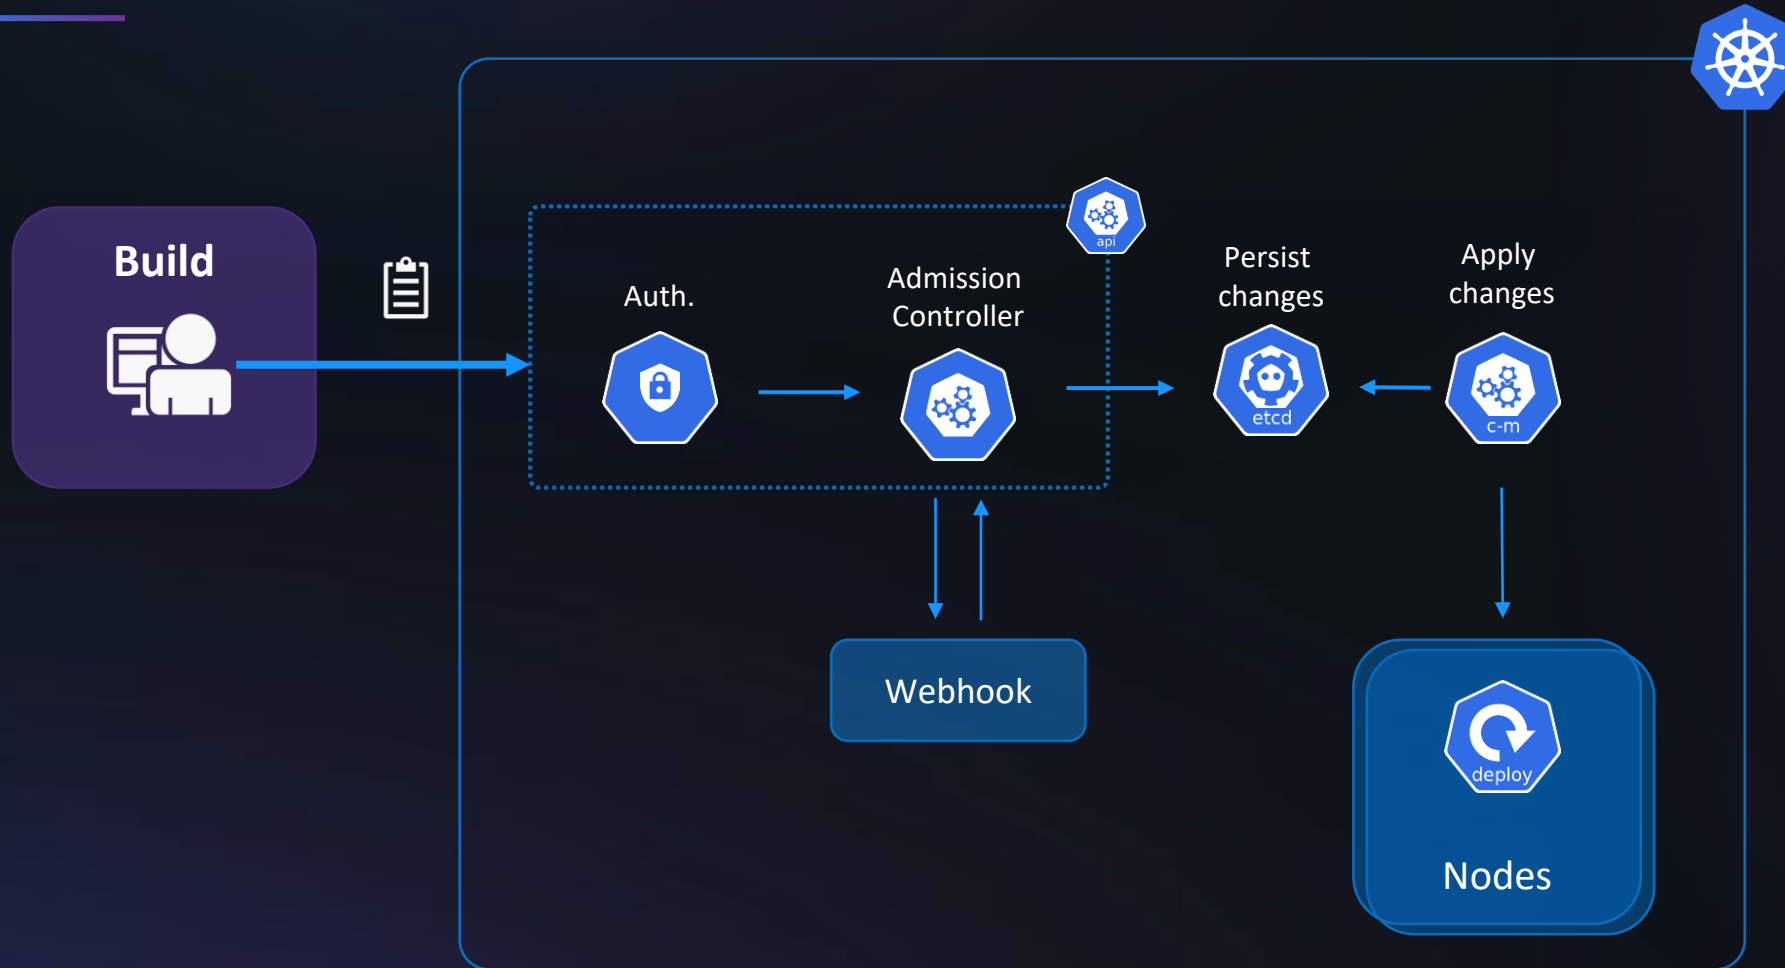 Build
Auth.
Admission
Controller
api
Persist
changes
etcd
Apply
changes
c-m
Webhook
deploy
Nodes